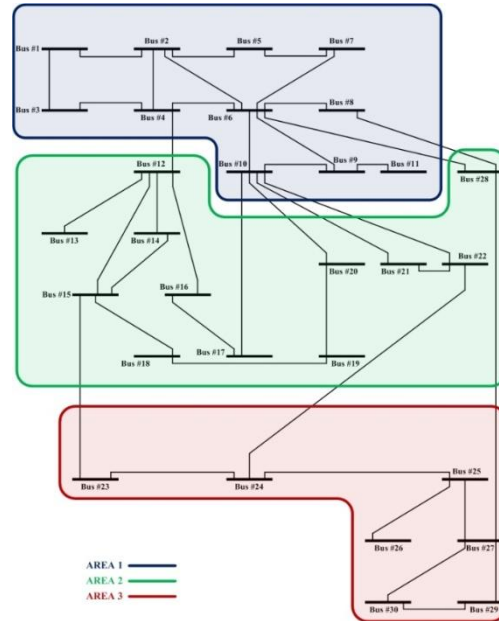 Bus #1
Bus #2
Bus #5
Bus #7
Bus #3
Bus #4
Bus #6
Bus #8
Bus #12
Bus #10
Bus #9
Bus #11
Bus #28
Bus #13
Bus #14
Bus #20
Bus #21
Bus #22
Bus #15
Bus #16
Bus #18
Bus #17
Bus #19
Bus #23
Bus #24
Bus #25
Bus #26
Bus #27
Bus #30
Bus #29
AREA 1
AREA 2
AREA 3